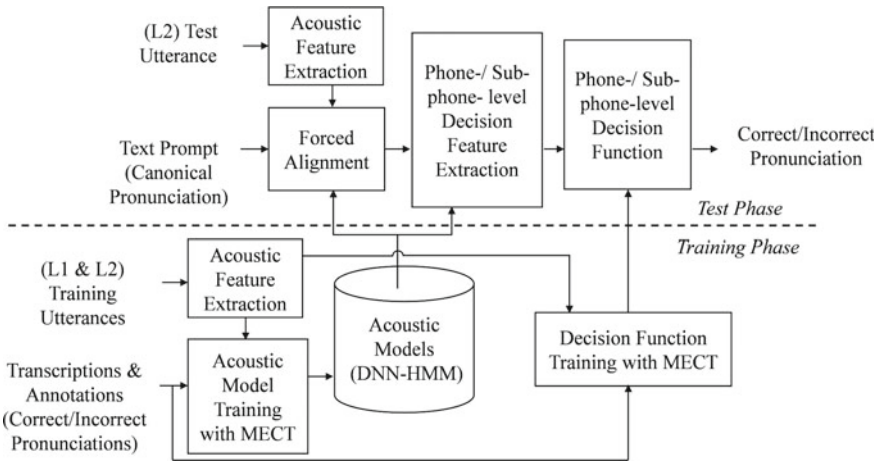 (L2) Test
Utterance
Acoustic
Feature
Extraction
Text Prompt
(Canonical
Pronunciation)
Forced
Alignment
Phone-/ Sub-
phone- level
Decision
Feature
Extraction
Phone-/ Sub-
phone-level
Decision
Function
Correct/Incorrect
Pronunciation
Test Phase
Training Phase
(L1 & L2)
Training
Utterances
Acoustic
Feature
Extraction
Transcriptions &
Annotations
(Correct/Incorrect
Pronunciations)
Acoustic
Model
Training
with MECT
Acoustic
Models
(DNN-HMM)
Decision Function
Training with MECT